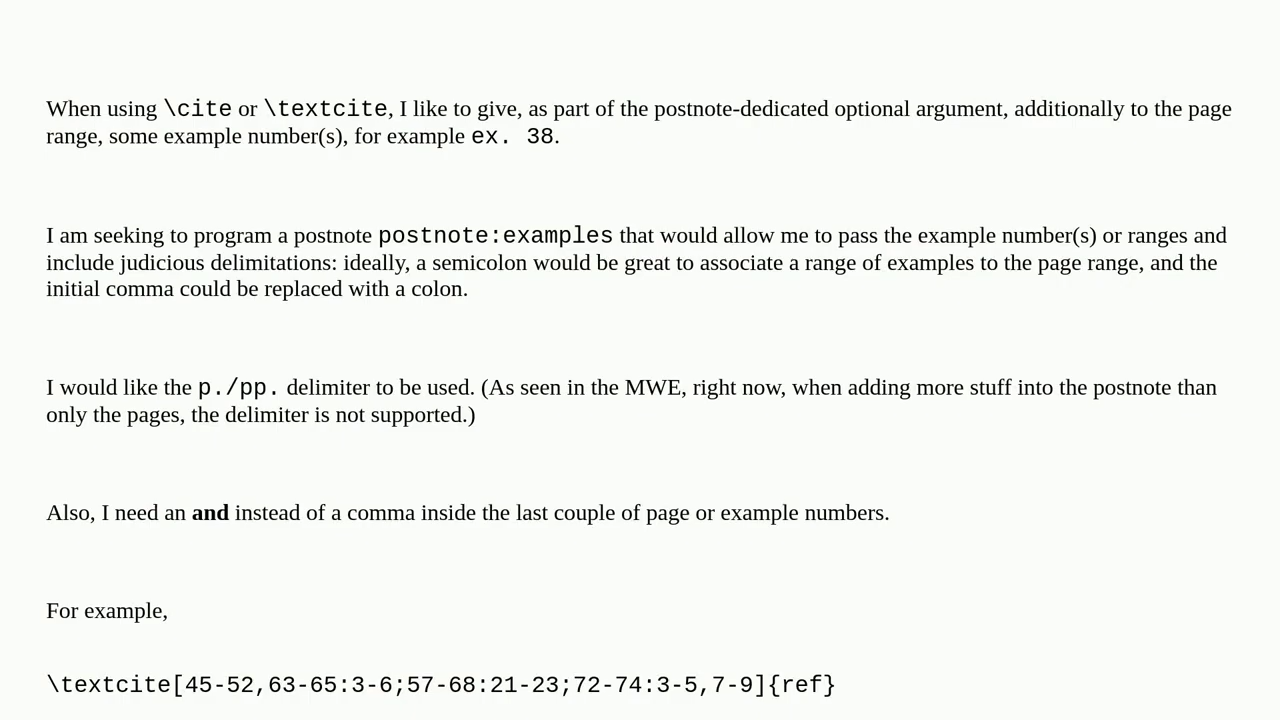 When using \cite or \textcite, I like to give, as part of the postnote-dedicated optional argument, additionally to the page
range, some example number(s), for example ex. 38.
I am seeking to program a postnote postnote:examples that would allow me to pass the example number(s) or ranges and
include judicious delimitations: ideally, a semicolon would be great to associate a range of examples to the page range, and the
initial comma could be replaced with a colon.
I would like the p./pp. delimiter to be used. (As seen in the MWE, right now, when adding more stuff into the postnote than
only the pages, the delimiter is not supported.)
Also, I need an and instead of a comma inside the last couple of page or example numbers.
For example,
\textcite[45-52,63-65:3-6;57-68:21-23;72-74:3-5,7-9]{ref}